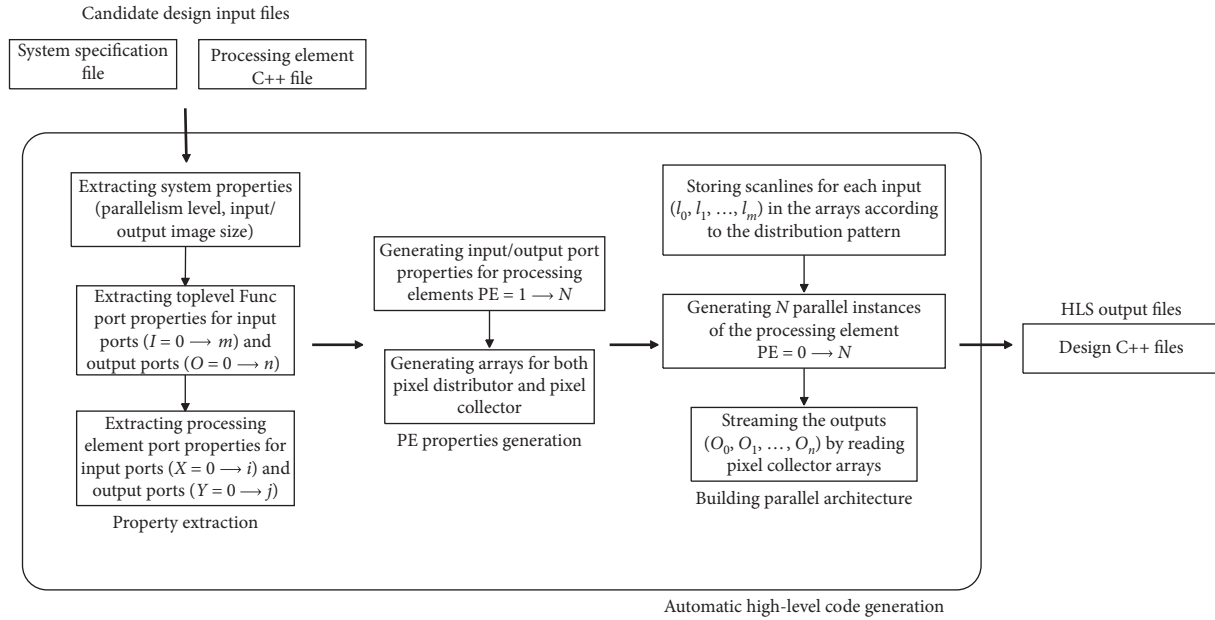 Candidate design input files
System specification
file
Processing element
C++ file
Extracting system properties
(parallelism level, input/
output image size)
Extracting toplevel Func
port properties for input
ports (I = 0 ⟶ m) and
output ports (O = 0 ⟶ n)
Extracting processing
element port properties for
input ports (X = 0 ⟶ i) and
output ports (Y = 0 ⟶ j)
Property extraction
Generating input/output port
properties for processing
elements PE = 1 ⟶ N
Generating arrays for both
pixel distributor and pixel
collector
PE properties generation
Storing scanlines for each input
(l₀, l₁, …, lₘ) in the arrays according
to the distribution pattern
Generating N parallel instances
of the processing element
PE = 0 ⟶ N
Streaming the outputs
(O₀, O₁, … , Oₙ) by reading
pixel collector arrays
Building parallel architecture
HLS output files
Design C++ files
Automatic high-level code generation